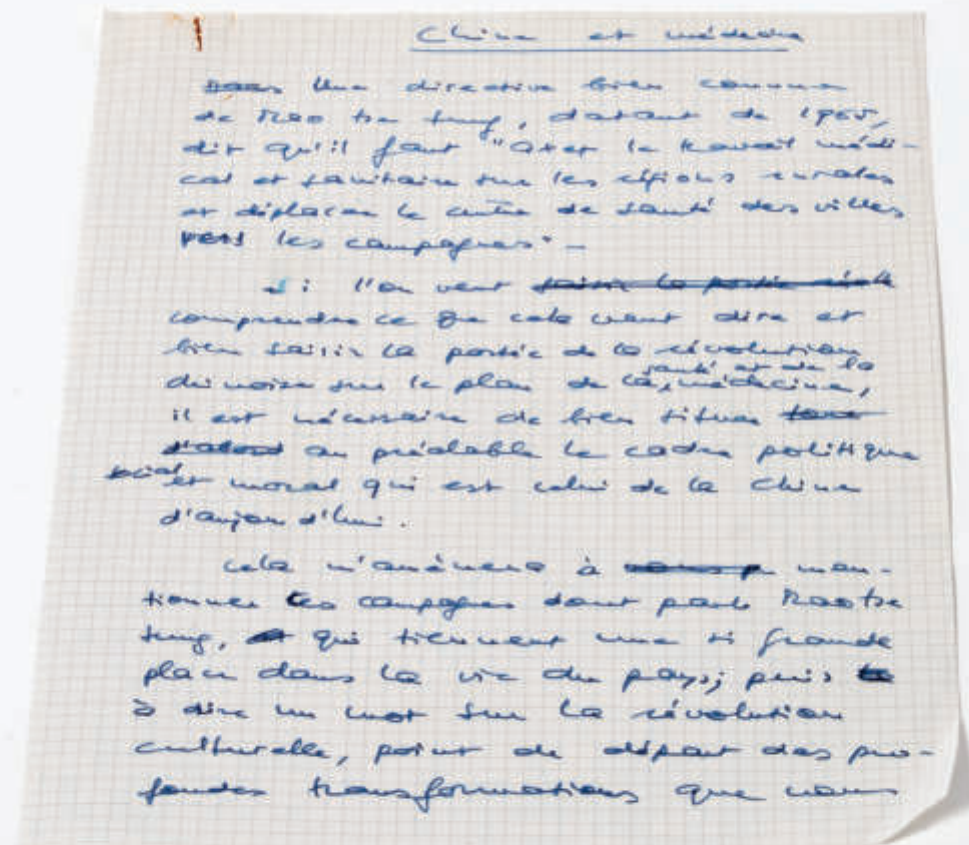 Chine et médecine
Une directive bien connue
de Mao Tse Tung, datant de 1965,
dit qu'il faut "axer le travail médi-
cal et sanitaire sur les régions rurales
et déplacer le centre de santé des villes
vers les campagnes" -
Si l'on veut saisir la portée réelle
comprendre ce que cela veut dire et
bien saisir la portée de la révolution
santé et de la
chinoise sur le plan de la médecine,
il est nécessaire de bien situer
d'abord au préalable le cadre politique
social et moral qui est celui de la Chine
d'aujourd'hui.
Cela m'amènera à men-
tionner les campagnes dont parle Mao Tse
Tung, et qui tiennent une si grande
place dans la vie du pays; puis
à dire un mot sur la révolution
culturelle, point de départ des pro-
fondes transformations que nous